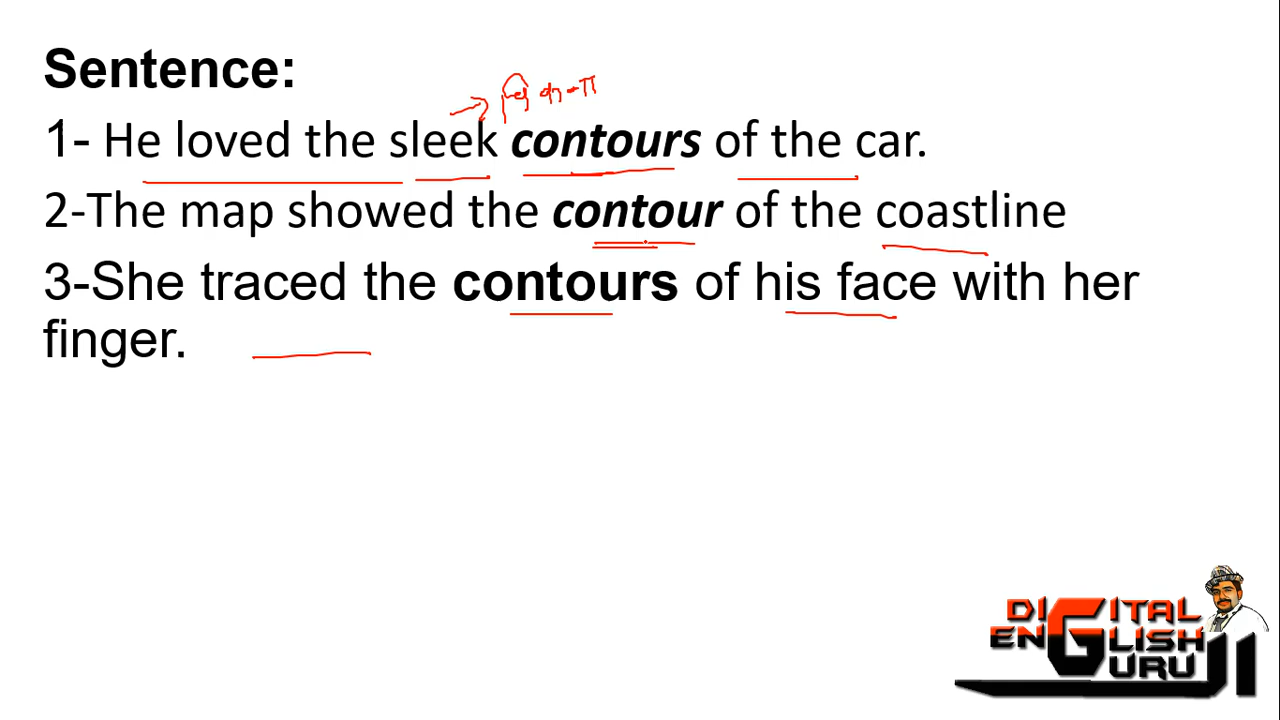 Sentence:
1- He loved the sleek contours of the car.
2-The map showed the contour of the coastline
3-She traced the contours of his face with her
finger.
DIGITAL
ENGLISH
GURUJI